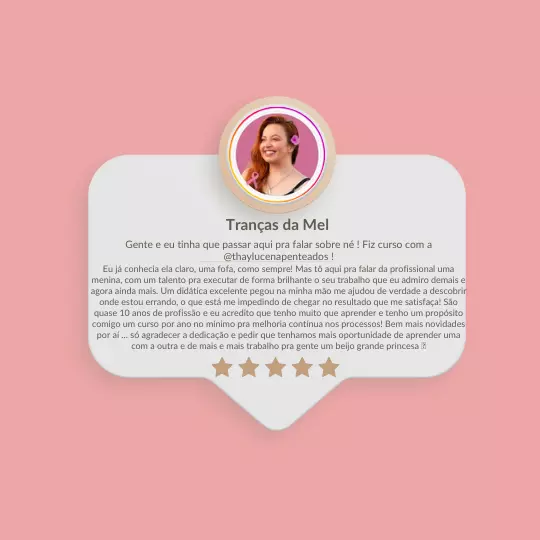 Tranças da Mel
Gente e eu tinha que passar aqui pra falar sobre né ! Fiz curso com a
@thaylucenapenteados !
Eu já conhecia ela claro, uma fofa, como sempre! Mas tô aqui pra falar da profissional uma
menina, com um talento pra executar de forma brilhante o seu trabalho que eu admiro demais e
agora ainda mais. Um didática excelente pegou na minha mão me ajudou de verdade a descobrir
onde estou errando, o que está me impedindo de chegar no resultado que me satisfaça! São
quase 10 anos de profissão e eu acredito que tenho muito que aprender e tenho um propósito
comigo um curso por ano no mínimo pra melhoria contínua nos processos! Bem mais novidades
por aí ... só agradecer a dedicação e pedir que tenhamos mais oportunidade de aprender uma
com a outra e de mais e mais trabalho pra gente um beijo grande princesa